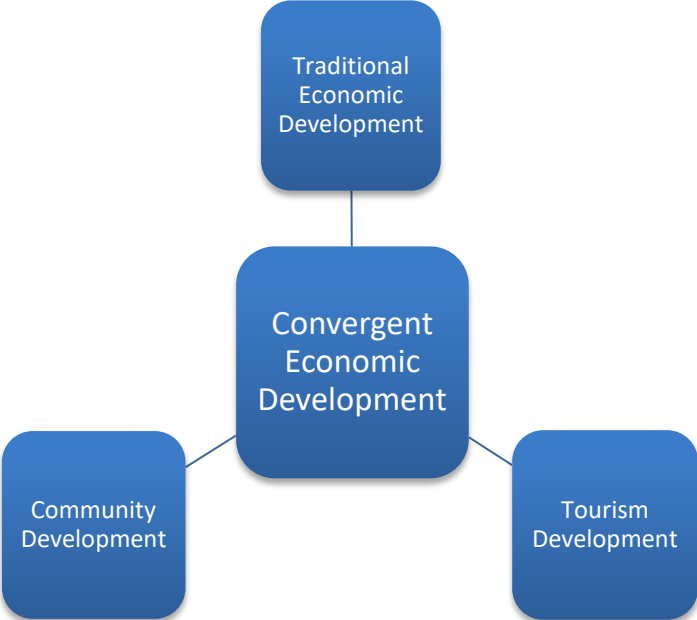 Traditional
Economic
Development
Convergent
Economic
Development
Community
Development
Tourism
Development